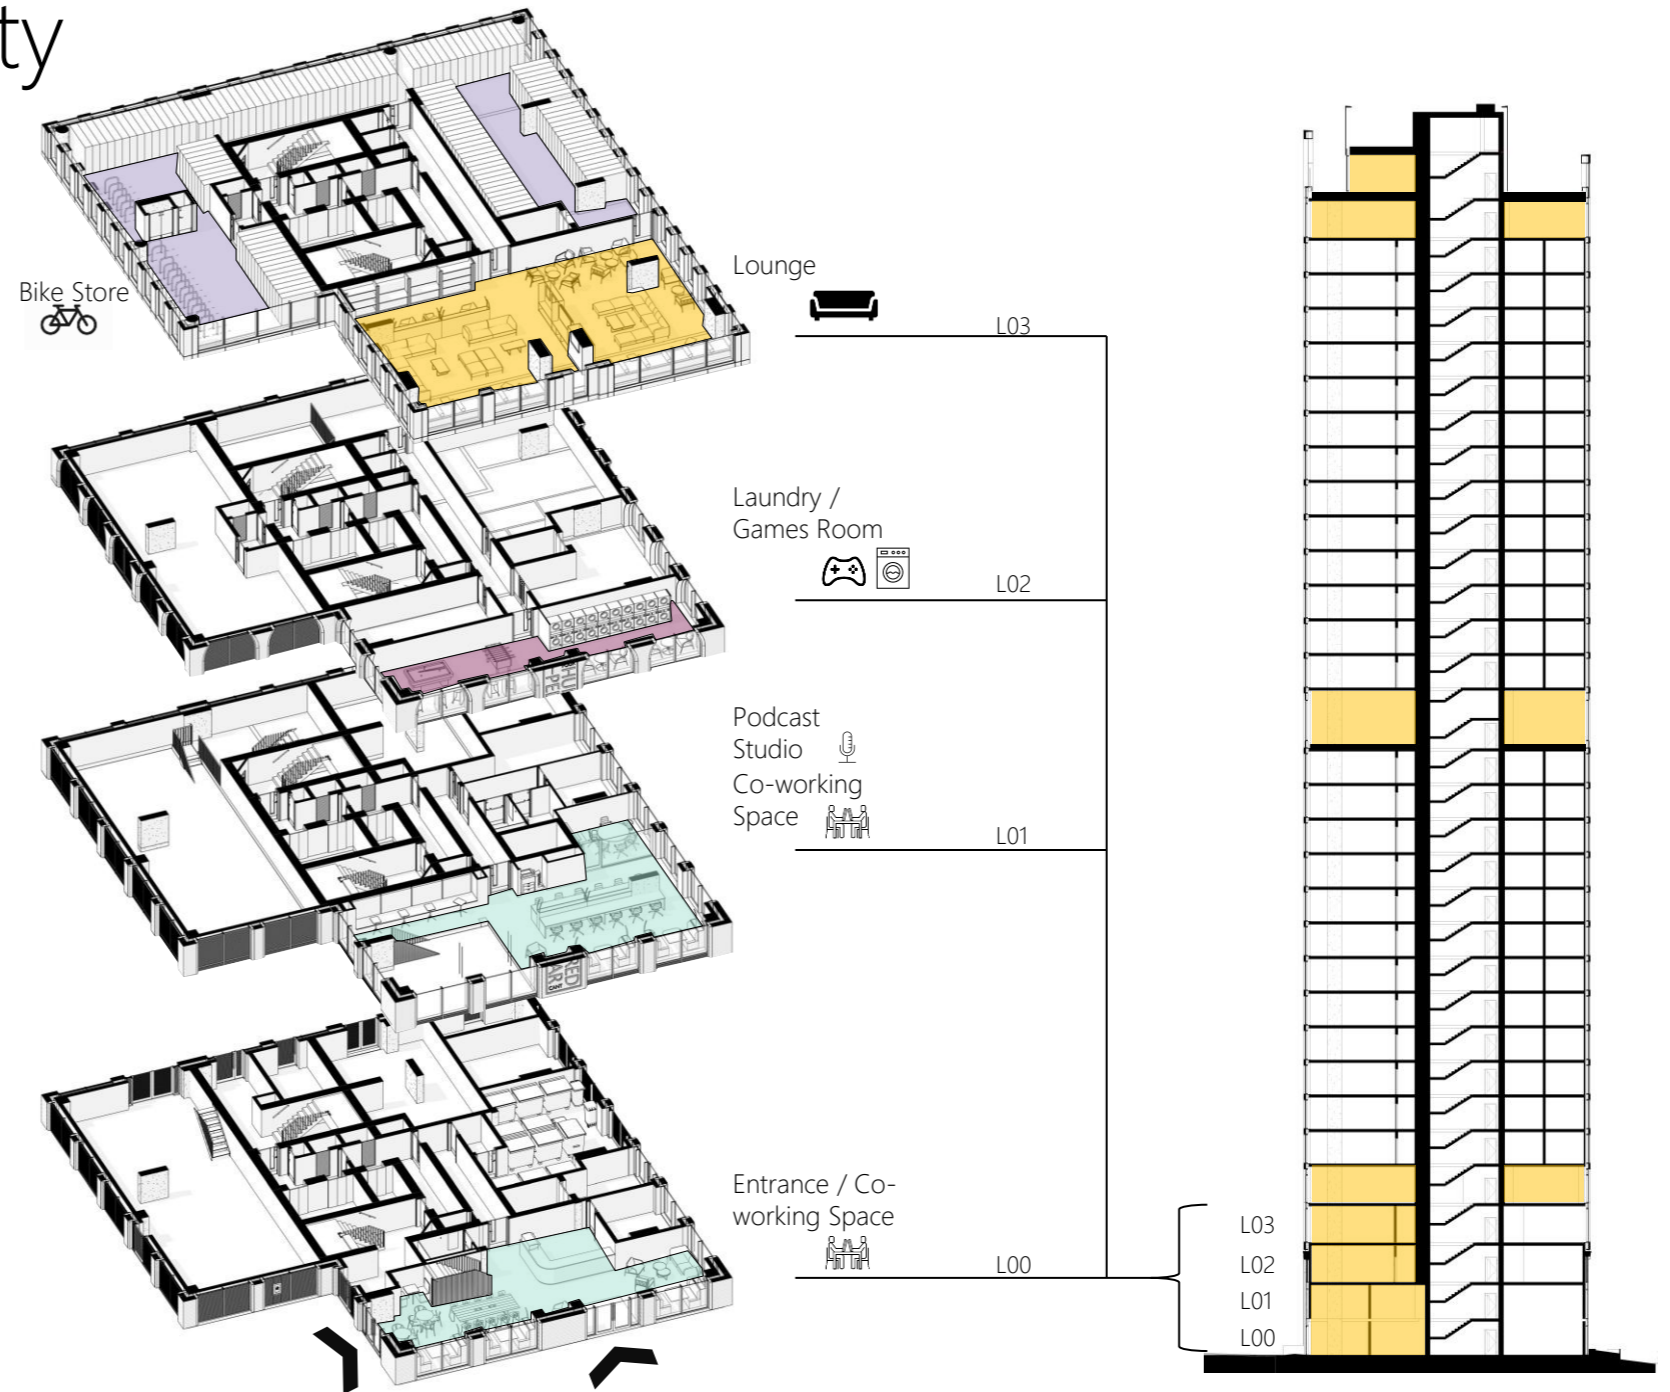 ty
Bike Store
Lounge
L03
Laundry /
Games Room
L02
Podcast
Studio
Co-working
Space
L01
Entrance / Co-
working Space
L00
L03
L02
L01
L00